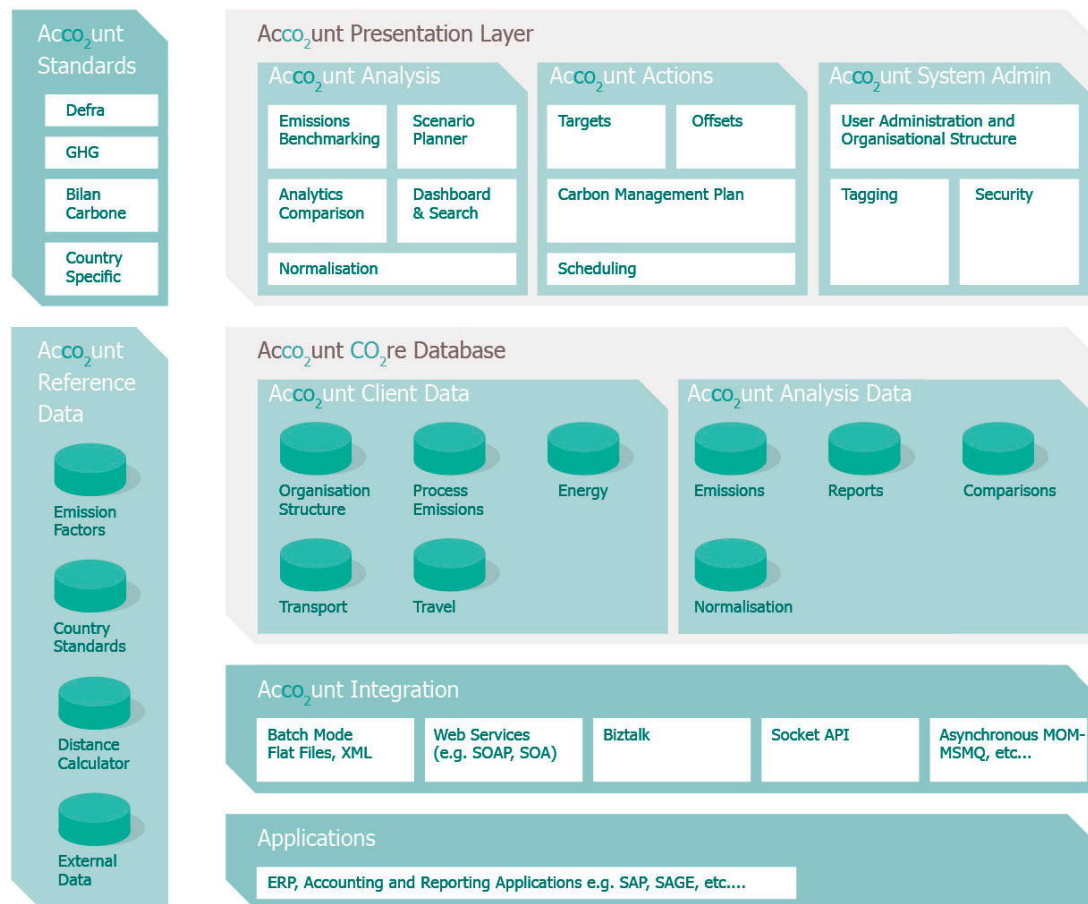 Acco₂unt
Standards
Defra
GHG
Bilan
Carbone
Country
Specific
Acco₂unt Presentation Layer
Acco₂unt Analysis
Emissions
Benchmarking
Scenario
Planner
Analytics
Comparison
Dashboard
& Search
Normalisation
Acco₂unt Actions
Targets
Offsets
Carbon Management Plan
Scheduling
Acco₂unt System Admin
User Administration and
Organisational Structure
Tagging
Security
Acco₂unt
Reference
Data
Emission
Factors
Country
Standards
Distance
Calculator
External
Data
Acco₂unt CO₂re Database
Acco₂unt Client Data
Organisation
Structure
Process
Emissions
Energy
Transport
Travel
Acco₂unt Analysis Data
Emissions
Reports
Comparisons
Normalisation
Acco₂unt Integration
Batch Mode
Flat Files, XML
Web Services
(e.g. SOAP, SOA)
Biztalk
Socket API
Asynchronous MOM-
MSMQ, etc...
Applications
ERP, Accounting and Reporting Applications e.g. SAP, SAGE, etc....